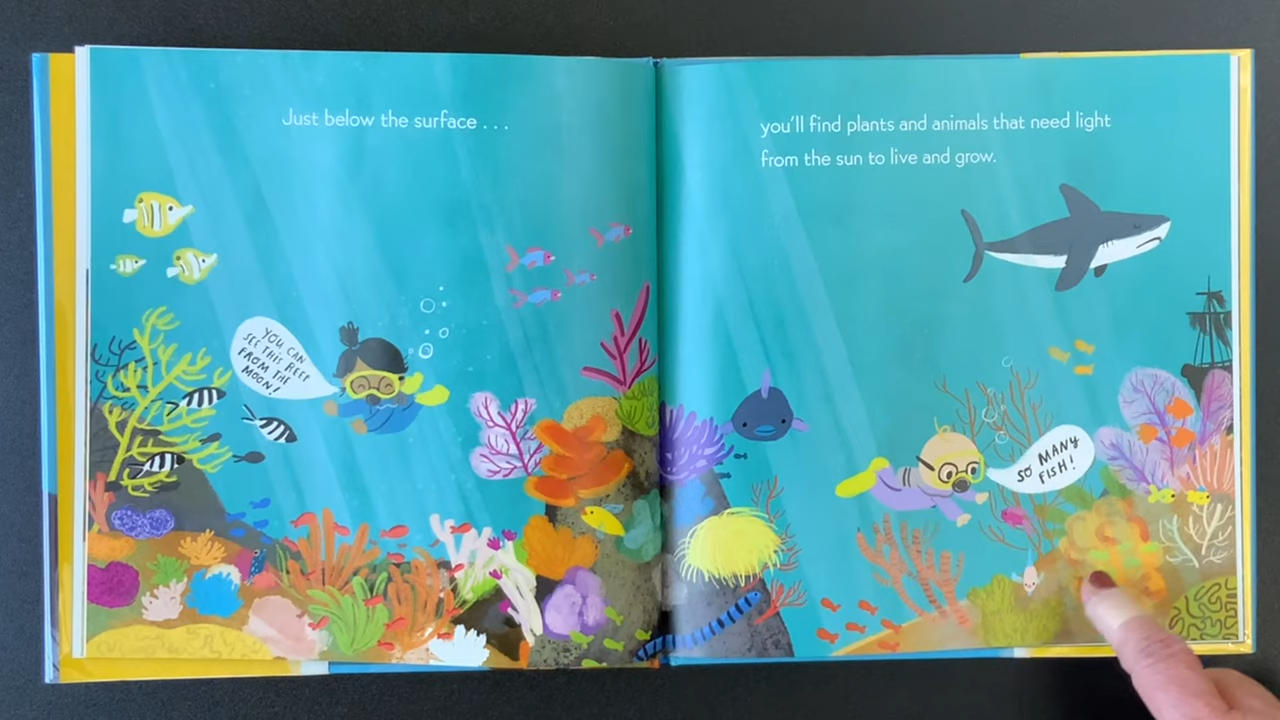 Just below the surface . . .
YOU CAN
SEE THIS REEF
FROM THE
MOON!
you'll find plants and animals that need light
from the sun to live and grow.
SO MANY
FISH!